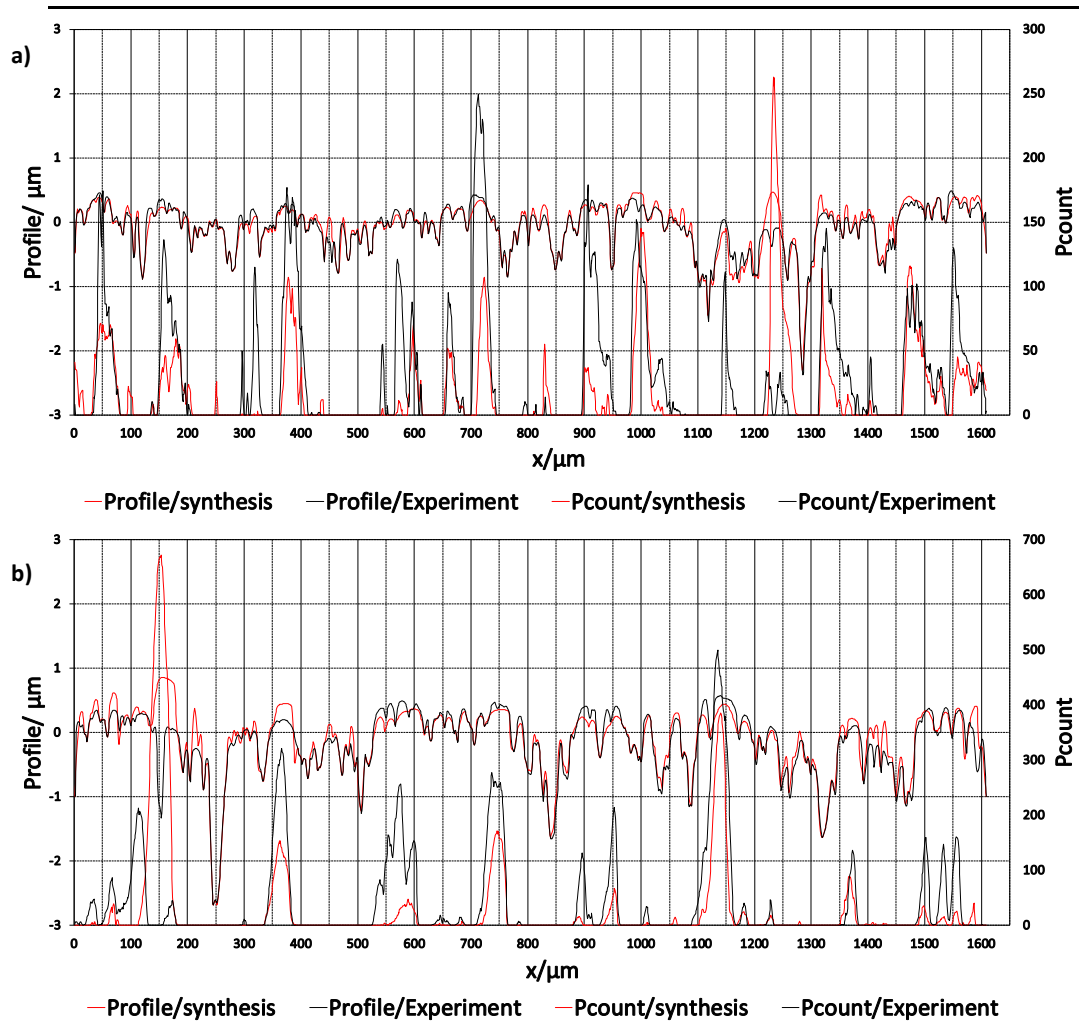 a)
3 300
2 250
1 200
0 150
-1 100
-2 50
-3 0
Profile/ μm
Pcount
0 100 200 300 400 500 600 700 800 900 1000 1100 1200 1300 1400 1500 1600
x/μm
Profile/synthesis Profile/Experiment Pcount/synthesis Pcount/Experiment
b)
3 700
600
2 500
1 400
0 300
-1 200
-2 100
-3 0
Profile/ μm
Pcount
0 100 200 300 400 500 600 700 800 900 1000 1100 1200 1300 1400 1500 1600
x/μm
Profile/synthesis Profile/Experiment Pcount/synthesis Pcount/Experiment